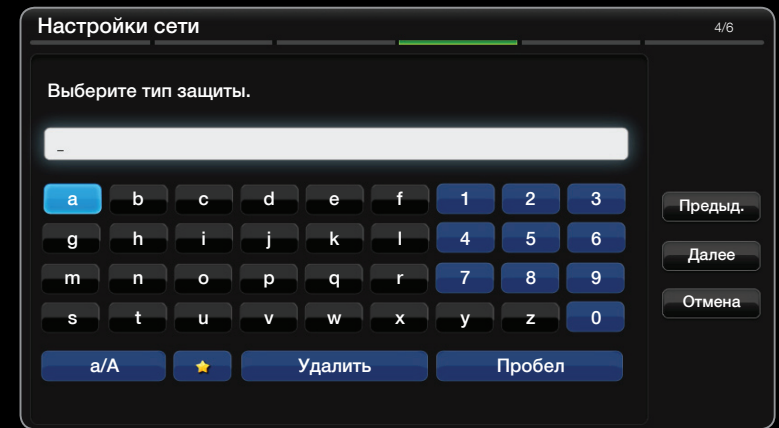 Настройки сети 4/6
Выберите тип защиты.
_
a b c d e f 1 2 3
g h i j k l 4 5 6
m n o p q r 7 8 9
s t u v w x y z 0
a/A Удалить Пробел
Предыд.
Далее
Отмена